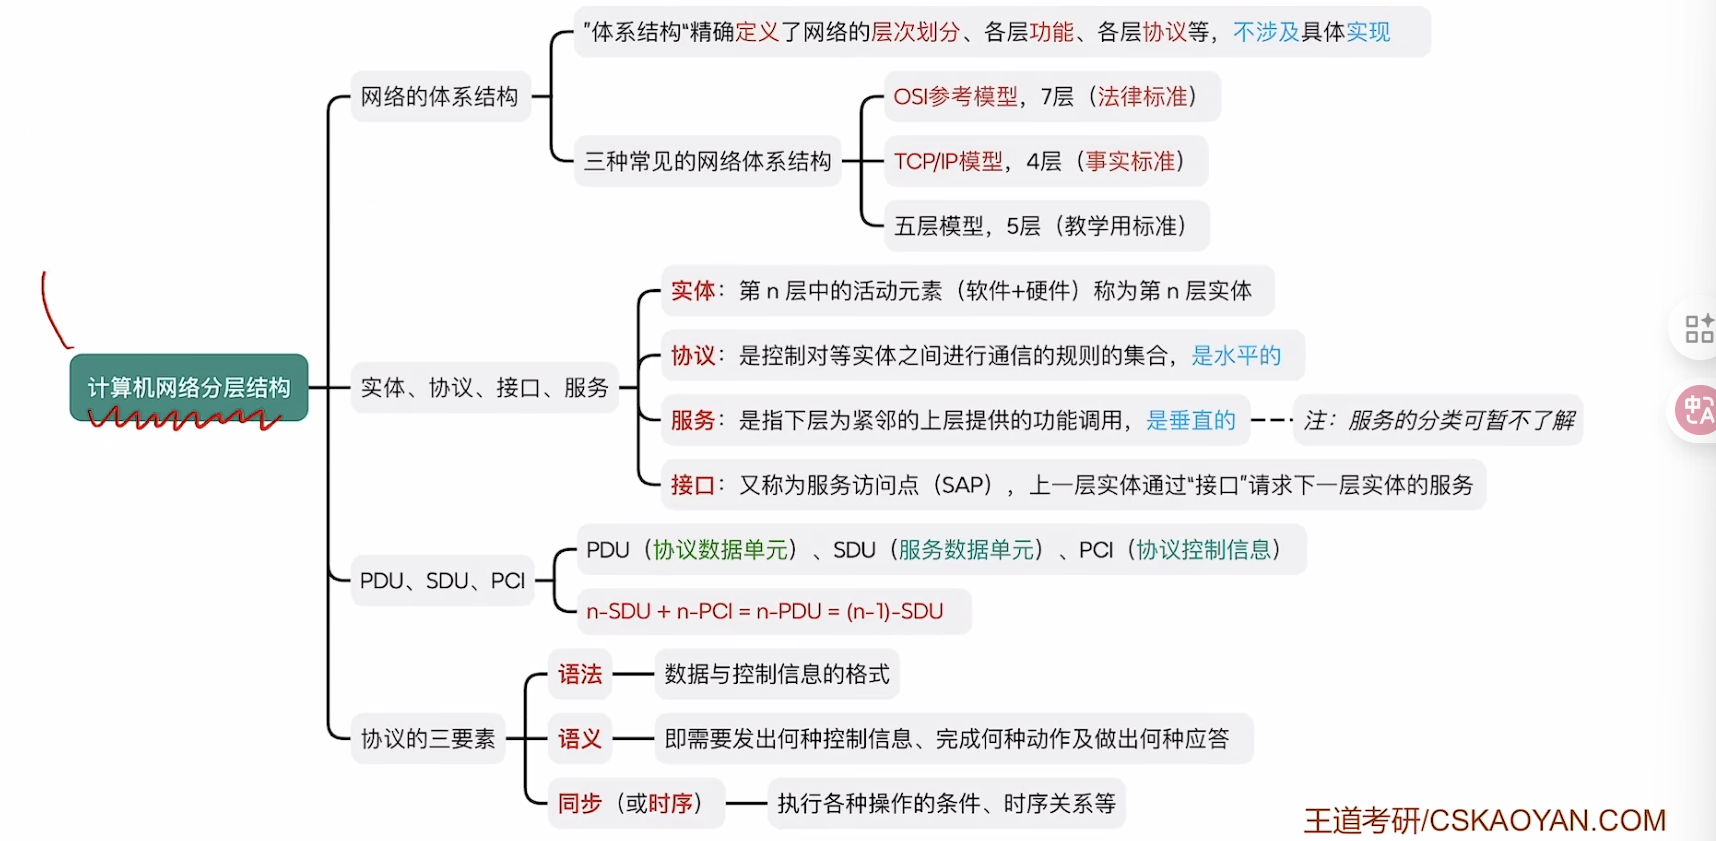 "体系结构“精确定义了网络的层次划分、各层功能、各层协议等，不涉及具体实现
网络的体系结构
OSI参考模型，7层（法律标准）
三种常见的网络体系结构
TCP/IP模型，4层（事实标准）
五层模型，5层（教学用标准）
实体：第 n 层中的活动元素（软件+硬件）称为第 n 层实体
协议：是控制对等实体之间进行通信的规则的集合，是水平的
计算机网络分层结构
实体、协议、接口、服务
服务：是指下层为紧邻的上层提供的功能调用，是垂直的
注：服务的分类可暂不了解
接口：又称为服务访问点（SAP），上一层实体通过“接口”请求下一层实体的服务
PDU（协议数据单元）、SDU（服务数据单元）、PCI（协议控制信息）
PDU、SDU、PCI
n-SDU + n-PCI = n-PDU = (n-1)-SDU
语法
数据与控制信息的格式
协议的三要素
语义
即需要发出何种控制信息、完成何种动作及做出何种应答
同步（或时序）
执行各种操作的条件、时序关系等
王道考研/CSKAOYAN.COM
中A